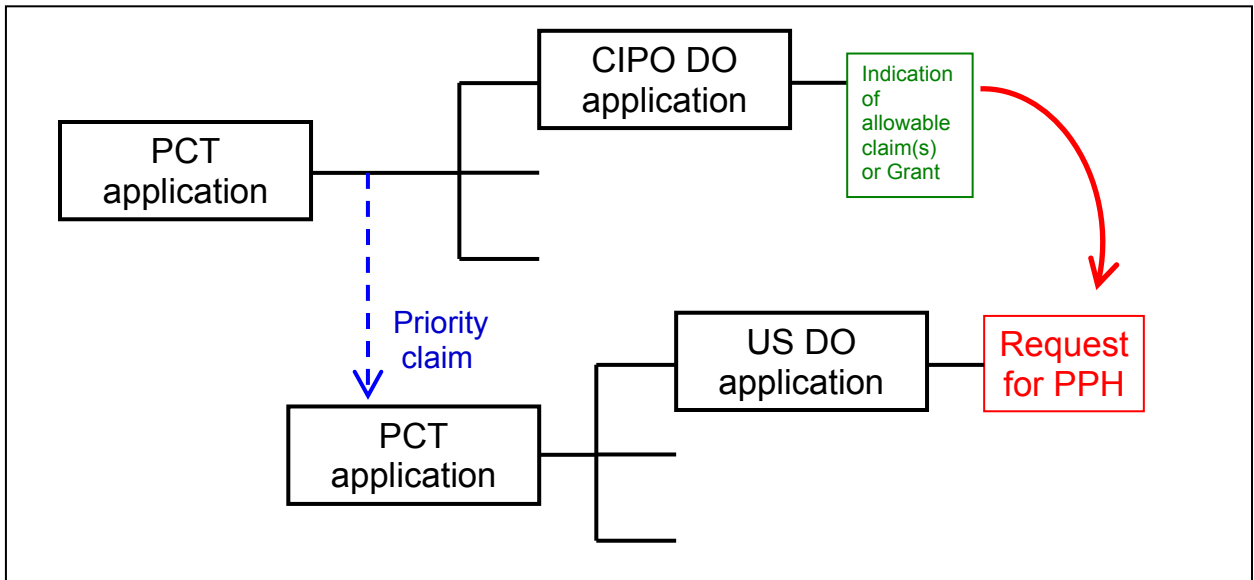 CIPO DO
application
Indication
of
allowable
claim(s)
or Grant
PCT
application
Priority
claim
US DO
application
Request
for PPH
PCT
application